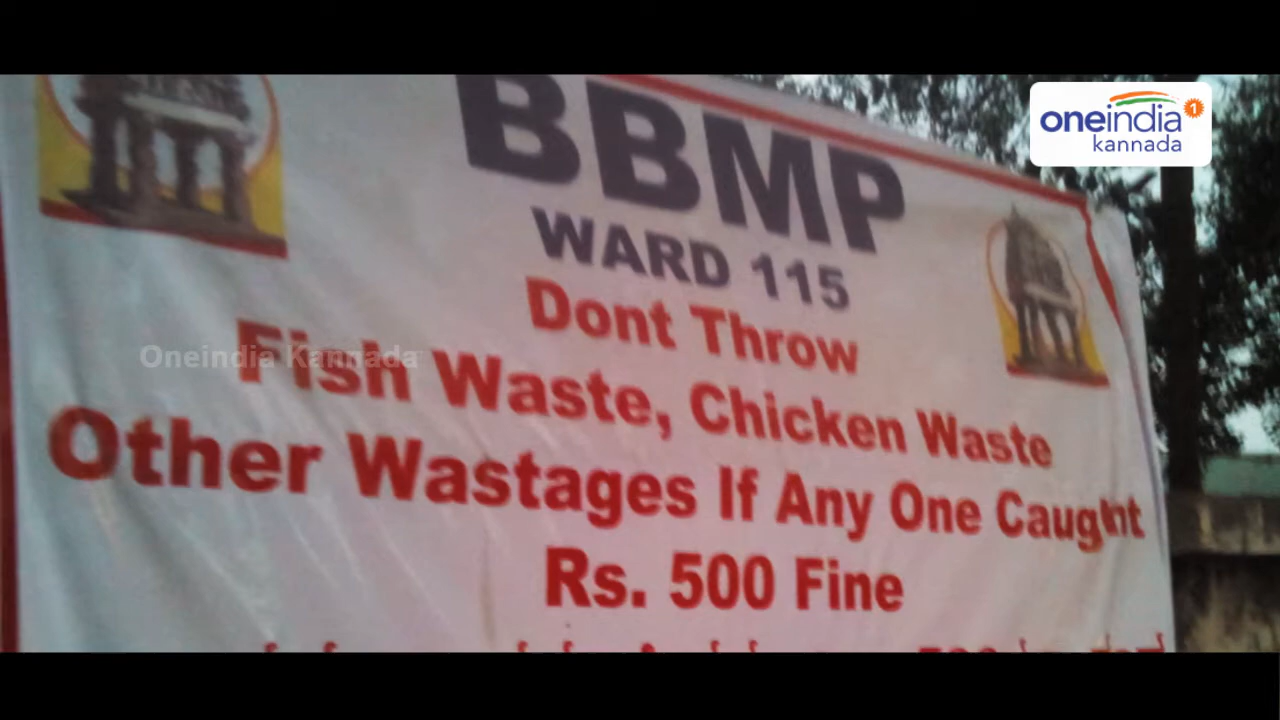 oneindia
kannada
BBMP
WARD 115
Dont Throw
Fish Waste, Chicken Waste
Oneindia Kannada
Other Wastages If Any One Caught
Rs. 500 Fine